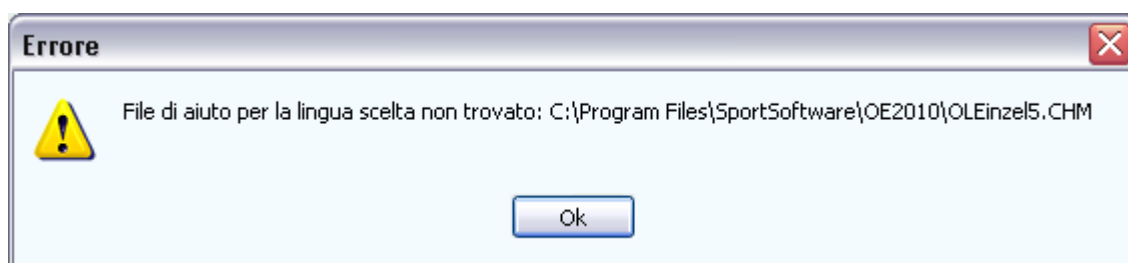 Errore
File di aiuto per la lingua scelta non trovato: C:\Program Files\SportSoftware\OE2010\OLEinzel5.CHM
Ok